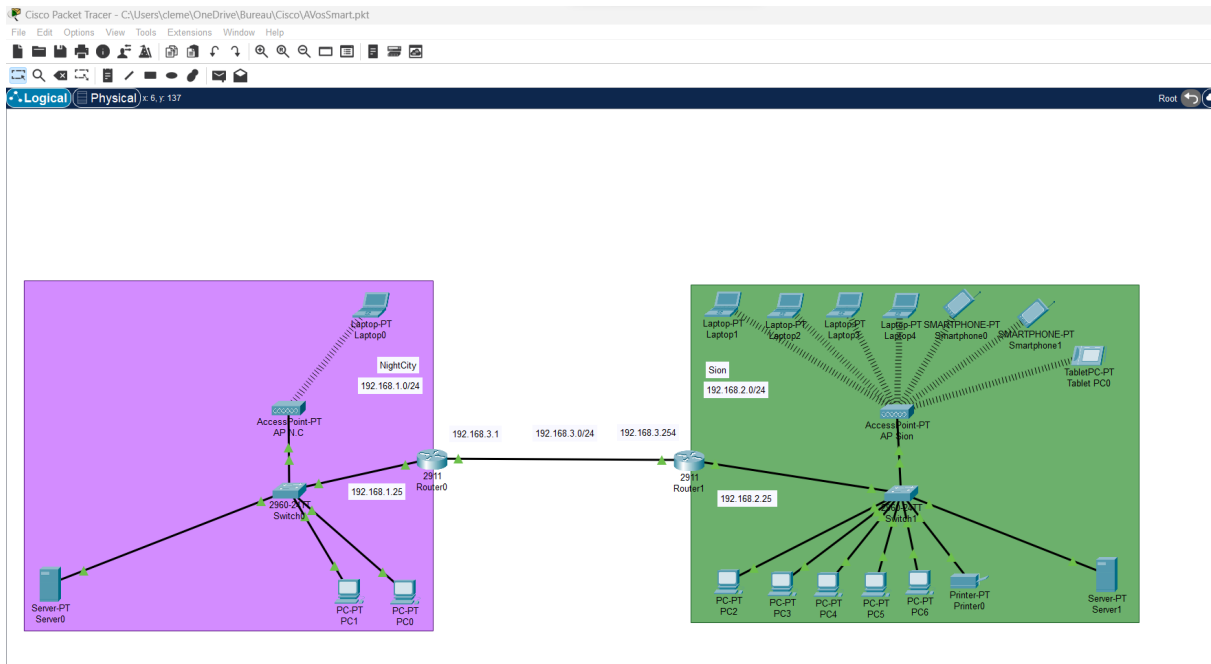 Cisco Packet Tracer - C:\Users\cleme\OneDrive\Bureau\Cisco\AVosSmart.pkt
File Edit Options View Tools Extensions Window Help
Logical Physical x: 6, y: 137 Root
Laptop-PT
Laptop0
NightCity
192.168.1.0/24
AccessPoint-PT
AP N.C
192.168.1.25
2960-24TT
Switch0
Server-PT
Server0
PC-PT
PC1
PC-PT
PC0
2911
Router0
192.168.3.1
192.168.3.0/24
192.168.3.254
2911
Router1
Laptop-PT
Laptop1
Laptop-PT
Laptop2
Laptop-PT
Laptop3
Laptop-PT
Laptop4
SMARTPHONE-PT
Smartphone0
SMARTPHONE-PT
Smartphone1
TabletPC-PT
Tablet PC0
Sion
192.168.2.0/24
AccessPoint-PT
AP Sion
192.168.2.25
2960-24TT
Switch1
PC-PT
PC2
PC-PT
PC3
PC-PT
PC4
PC-PT
PC5
PC-PT
PC6
Printer-PT
Printer0
Server-PT
Server1